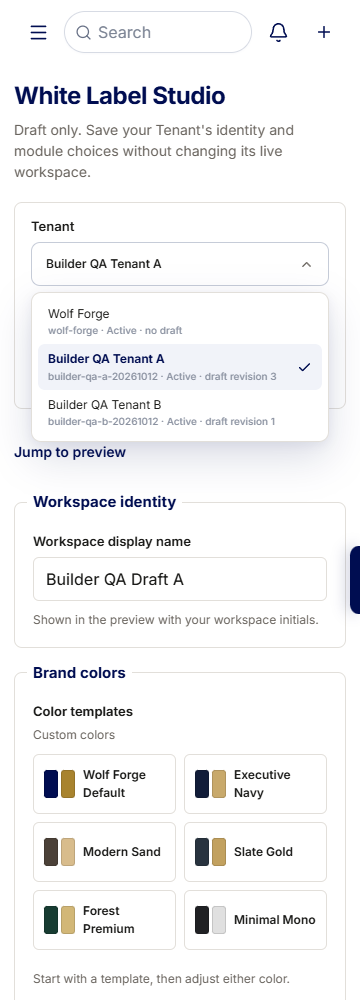 Search
White Label Studio
Draft only. Save your Tenant's identity and
module choices without changing its live
workspace.
Tenant
Builder QA Tenant A
Wolf Forge
wolf-forge · Active · no draft
Builder QA Tenant A
builder-qa-a-20261012 · Active · draft revision 3
Builder QA Tenant B
builder-qa-b-20261012 · Active · draft revision 1
Jump to preview
Workspace identity
Workspace display name
Builder QA Draft A
Shown in the preview with your workspace initials.
Brand colors
Color templates
Custom colors
Wolf Forge
Default
Executive
Navy
Modern Sand
Slate Gold
Forest
Premium
Minimal Mono
Start with a template, then adjust either color.